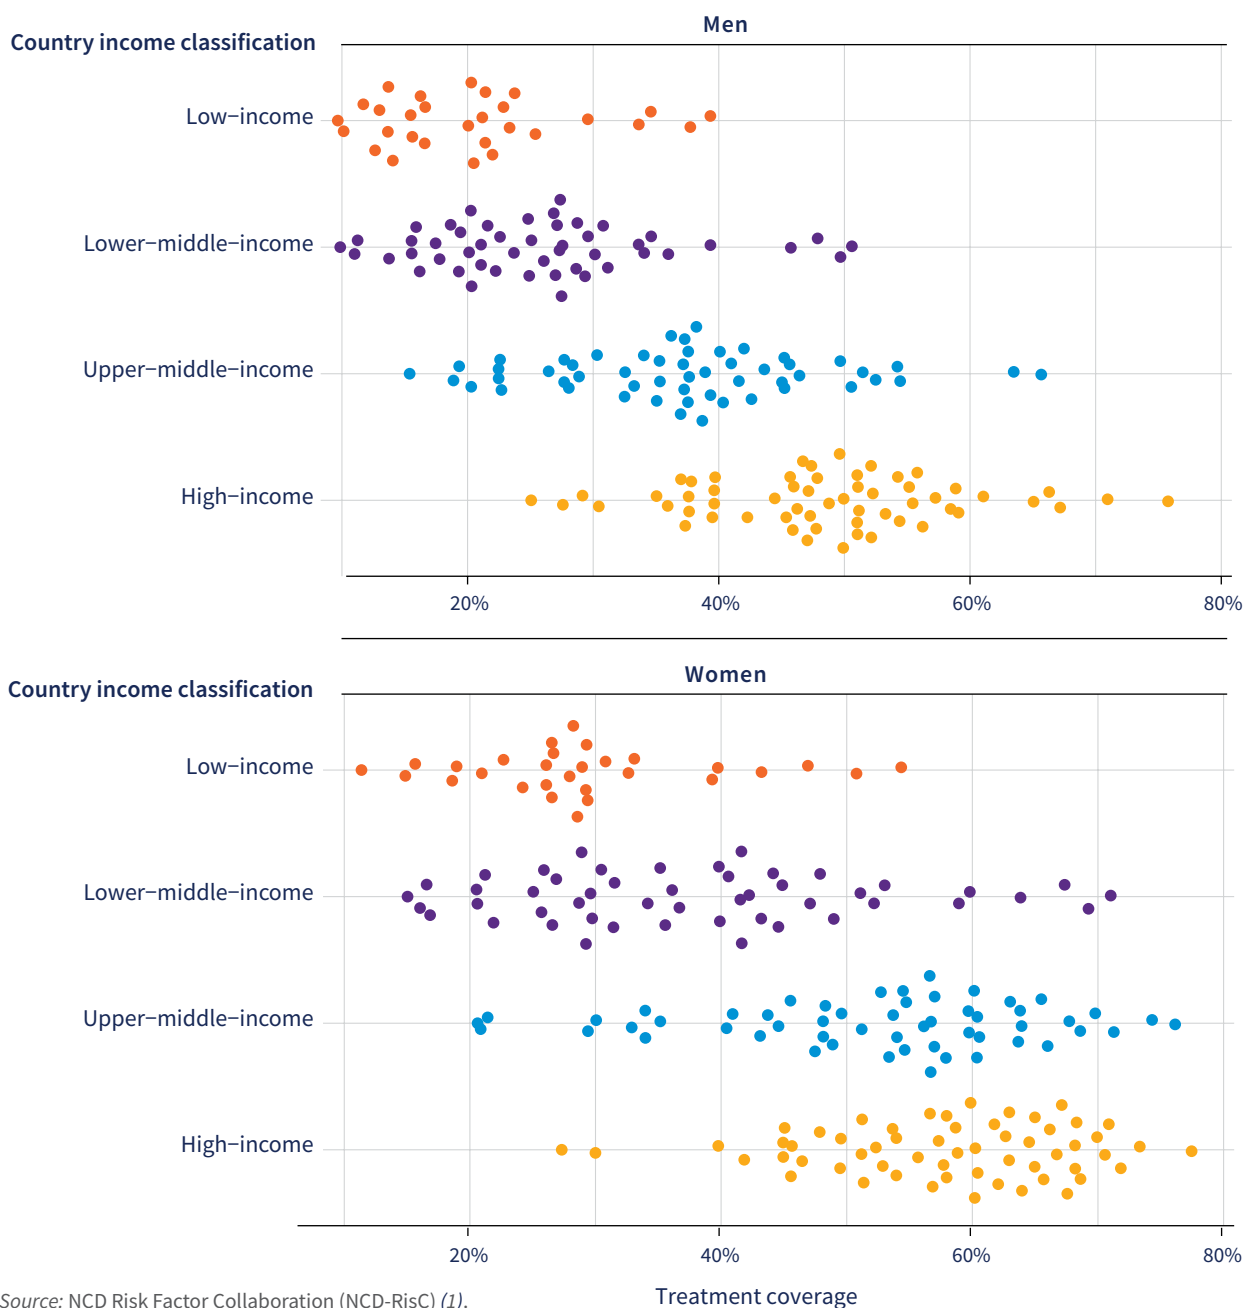 Men
Country income classification
Low−income
Lower−middle−income
Upper−middle−income
High−income
20% 40% 60% 80%
Women
Country income classification
Low−income
Lower−middle−income
Upper−middle−income
High−income
20% 40% 60% 80%
Treatment coverage
Source: NCD Risk Factor Collaboration (NCD-RisC) (1).